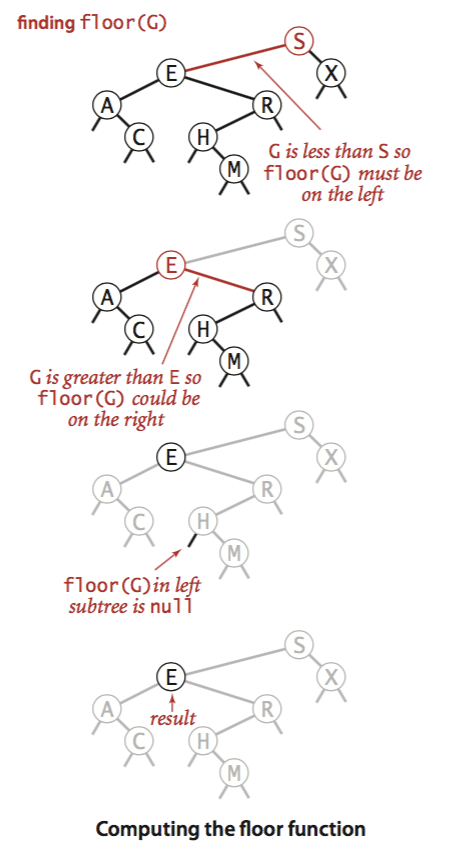 finding floor(G)
S
E
X
A
R
C
H
M
G is less than S so
floor(G) must be
on the left
S
E
X
A
R
C
H
M
G is greater than E so
floor(G) could be
on the right
S
E
X
A
R
C
H
M
floor(G)in left
subtree is null
S
E
X
A
R
result
C
H
M
Computing the floor function